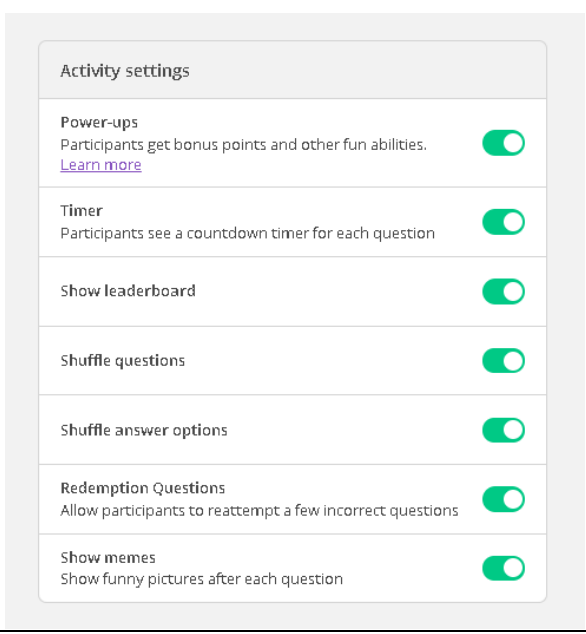 Activity settings
Power-ups
Participants get bonus points and other fun abilities.
Learn more
Timer
Participants see a countdown timer for each question
Show leaderboard
Shuffle questions
Shuffle answer options
Redemption Questions
Allow participants to reattempt a few incorrect questions
Show memes
Show funny pictures after each question